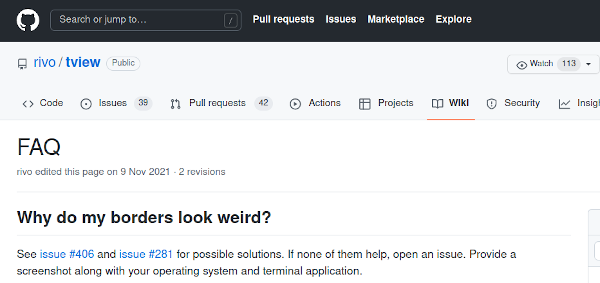 Search or jump to… /
Pull requests Issues Marketplace Explore
rivo / tview Public
Watch 113
Code Issues 39 Pull requests 42 Actions Projects Wiki Security
FAQ
rivo edited this page on 9 Nov 2021 · 2 revisions
Why do my borders look weird?
See issue #406 and issue #281 for possible solutions. If none of them help, open an issue. Provide a
screenshot along with your operating system and terminal application.